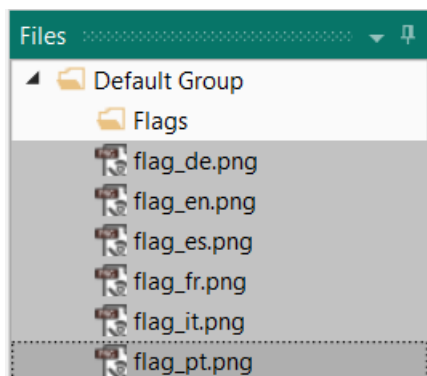 Files
Default Group
Flags
flag_de.png
flag_en.png
flag_es.png
flag_fr.png
flag_it.png
flag_pt.png